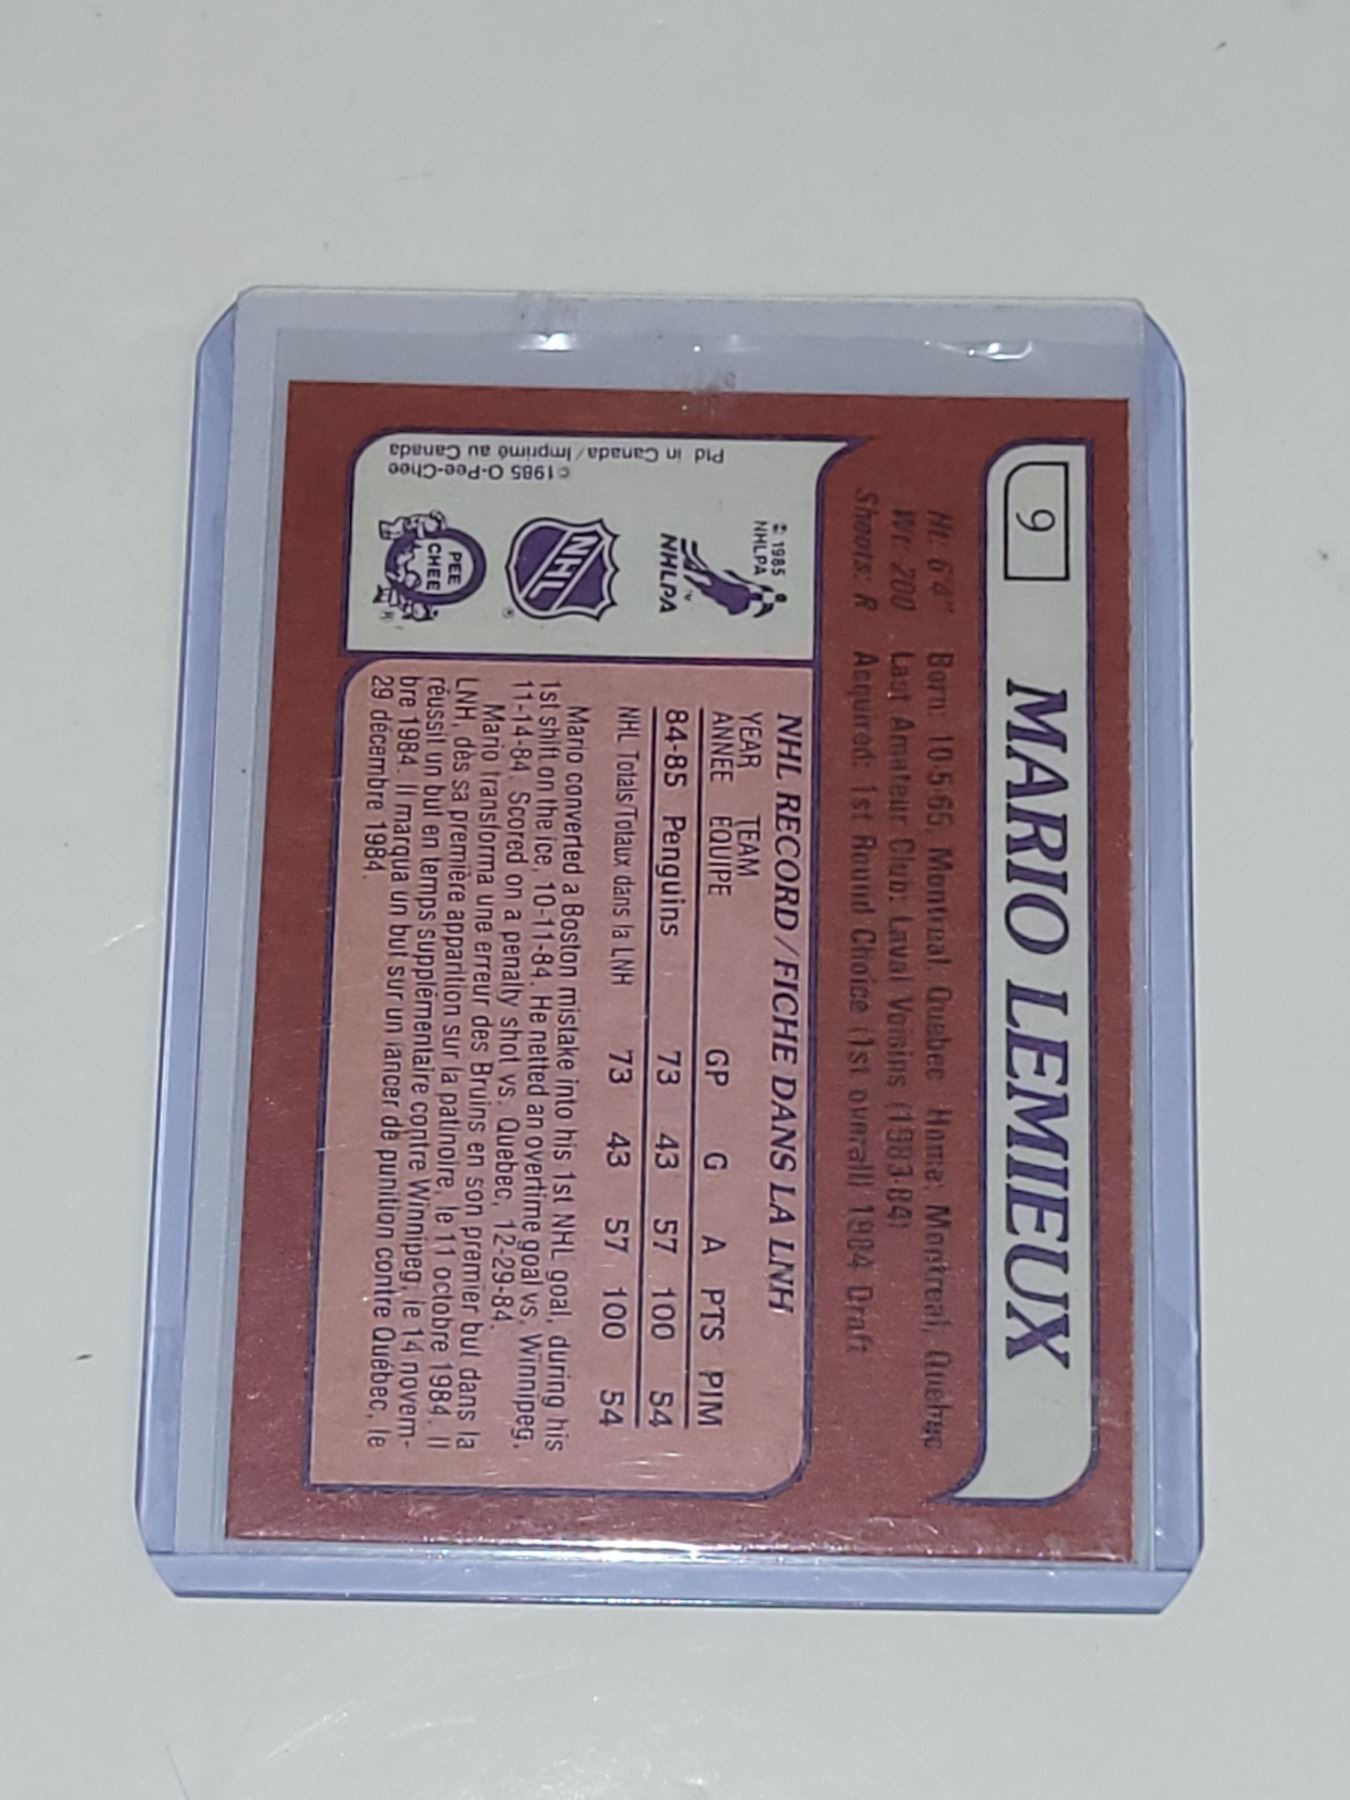 9 MARIO LEMIEUX
Ht: 6'4" Born: 10-5-65, Montreal, Quebec Home: Montreal, Quebec
Wt: 200 Last Amateur Club: Laval Voisins (1983-84)
Shoots: R Acquired: 1st Round Choice (1st overall) 1984 Draft
© 1985
NHLPA
NHLPA
NHL
PEE
CHEE
©1985 O-Pee-Chee
Ptd in Canada/Imprimé au Canada
NHL RECORD/FICHE DANS LA LNH
YEAR TEAM
ANNEE EQUIPE GP G A PTS PIM
84-85 Penguins 73 43 57 100 54
NHL Totals/Totaux dans la LNH 73 43 57 100 54
Mario converted a Boston mistake into his 1st NHL goal, during his
1st shift on the ice, 10-11-84. He netted an overtime goal vs. Winnipeg,
11-14-84. Scored on a penalty shot vs. Quebec, 12-29-84.
Mario transforma une erreur des Bruins en son premier but dans la
LNH, dès sa première apparition sur la patinoire, le 11 octobre 1984. Il
réussit un but en temps supplémentaire contre Winnipeg, le 14 novem-
bre 1984. Il marqua un but sur un lancer de punition contre Québec, le
29 décembre 1984.